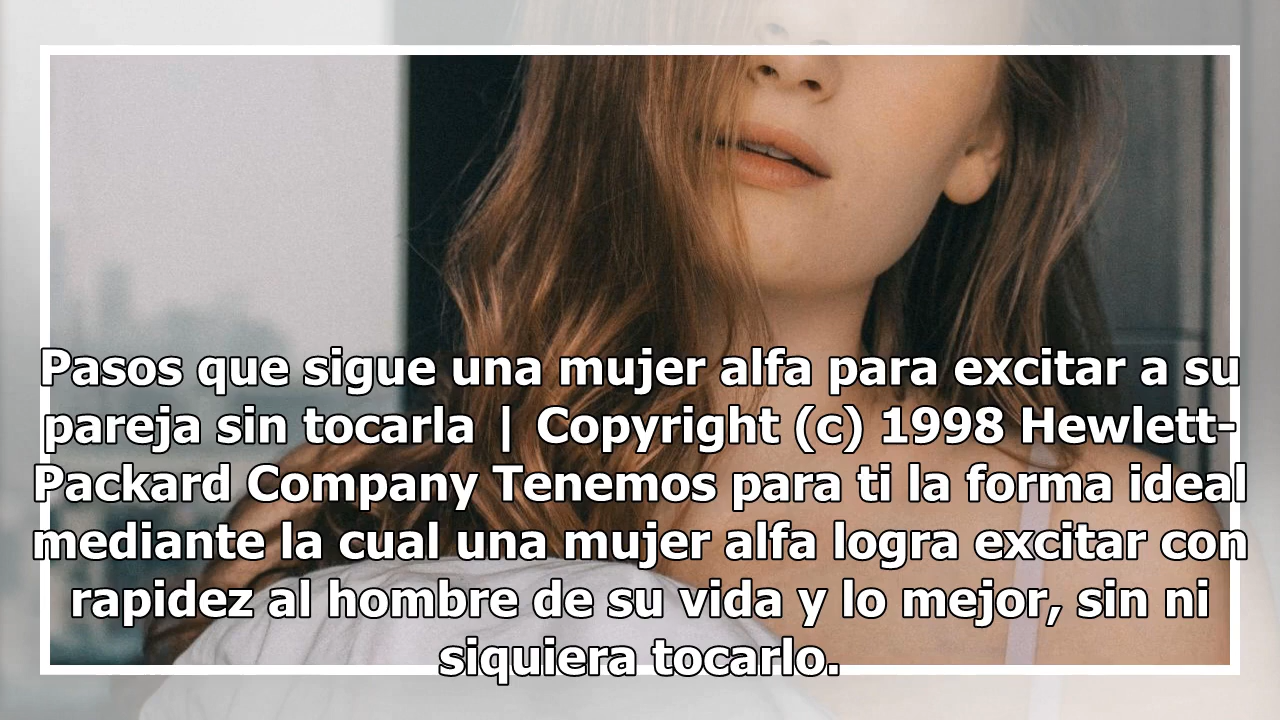 Pasos que sigue una mujer alfa para excitar a su
pareja sin tocarla | Copyright (c) 1998 Hewlett-
Packard Company Tenemos para ti la forma ideal
mediante la cual una mujer alfa logra excitar con
rapidez al hombre de su vida y lo mejor, sin ni
siquiera tocarlo.